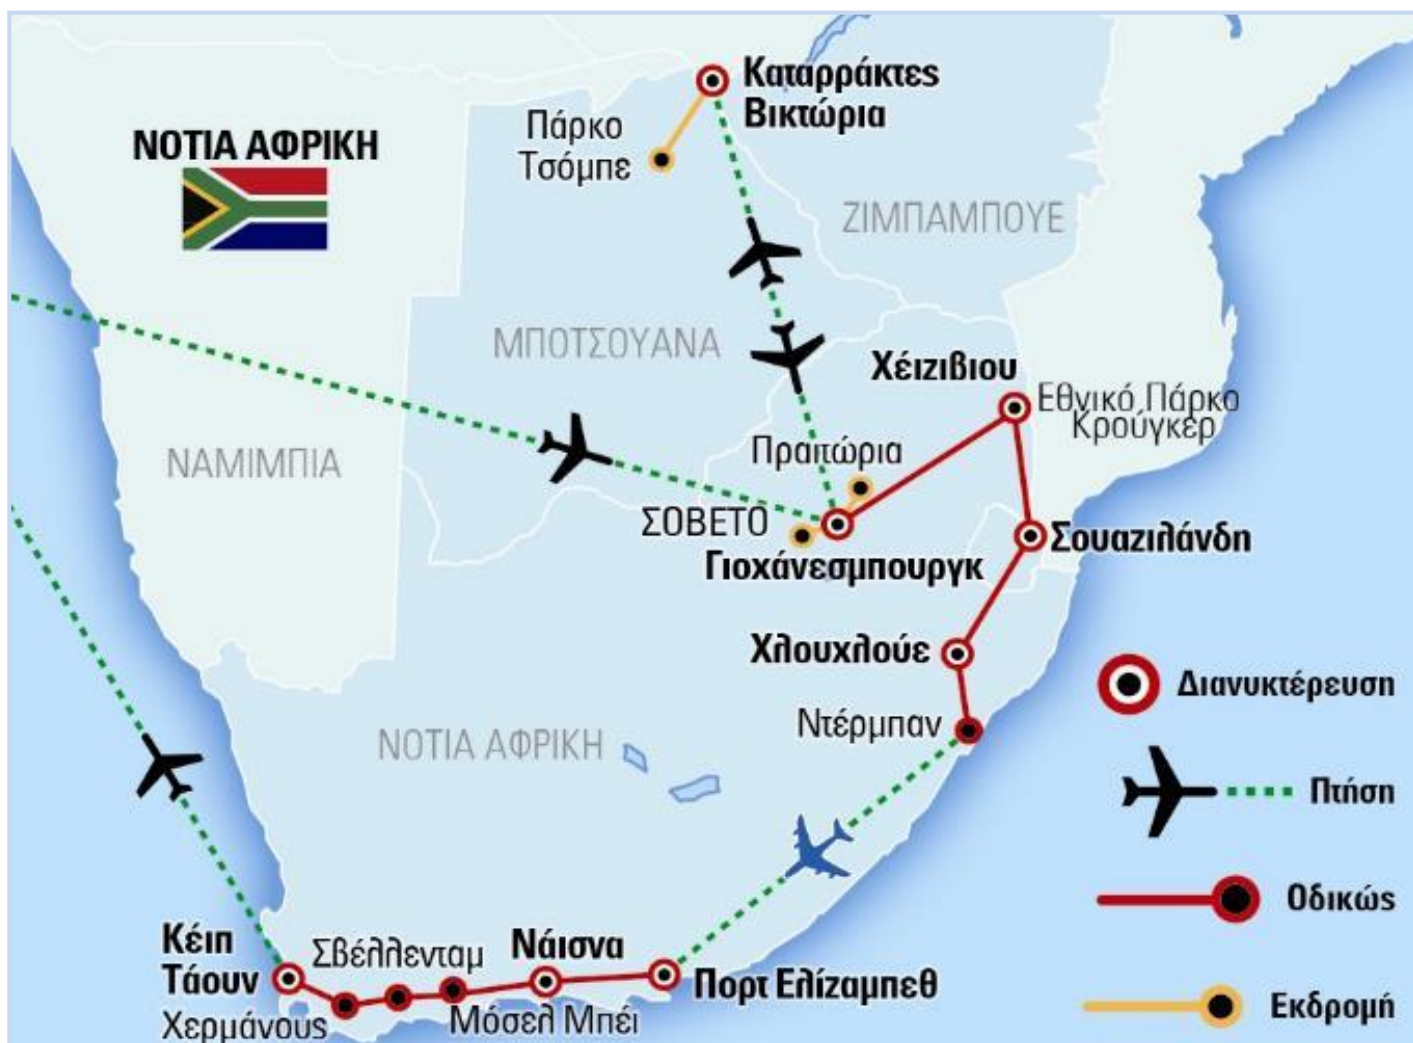 Καταρράκτες
Βικτώρια
Πάρκο
Τσόμπε
ΝΟΤΙΑ ΑΦΡΙΚΗ
ΖΙΜΠΑΜΠΟΥΕ
ΜΠΟΤΣΟΥΑΝΑ
Χέιζιβιου
Εθνικό Πάρκο
Κρούγκερ
ΝΑΜΙΜΠΙΑ
Πραιτώρια
ΣΟΒΕΤΟ
Γιοχάνεσμπουργκ
Σουαζιλάνδη
Χλουχλούε
Διανυκτέρευση
Ντέρμπαν
ΝΟΤΙΑ ΑΦΡΙΚΗ
Πτήση
Οδικώς
Κέιπ
Τάουν
Σβέλλενταμ
Νάισνα
Πορτ Ελίζαμπεθ
Χερμάνους
Μόσελ Μπέι
Εκδρομή